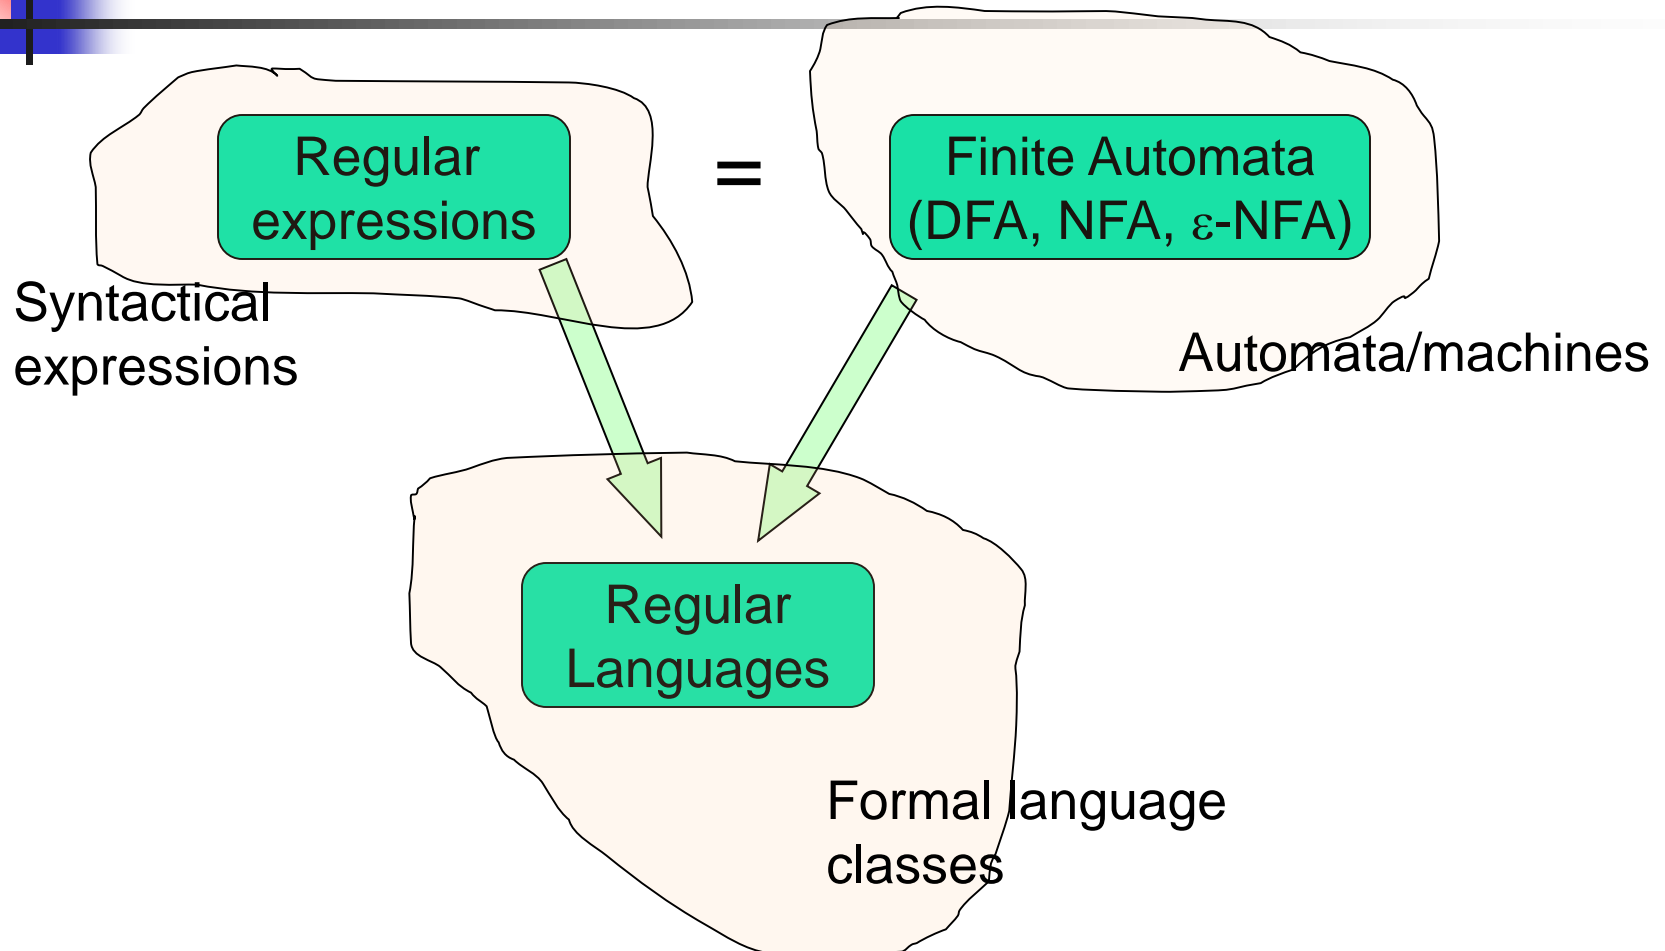 Regular
expressions
=
Finite Automata
(DFA, NFA, ε-NFA)
Syntactical
expressions
Automata/machines
Regular
Languages
Formal language
classes